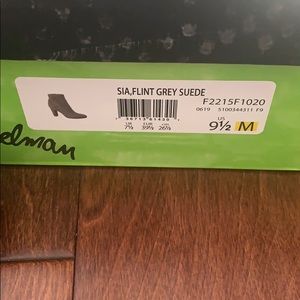 SIA,FLINT GREY SUEDE
F2215F1020
0619 5100344311 F9
UK EUR
7½ 39½ 26½
US
9½ M
elman